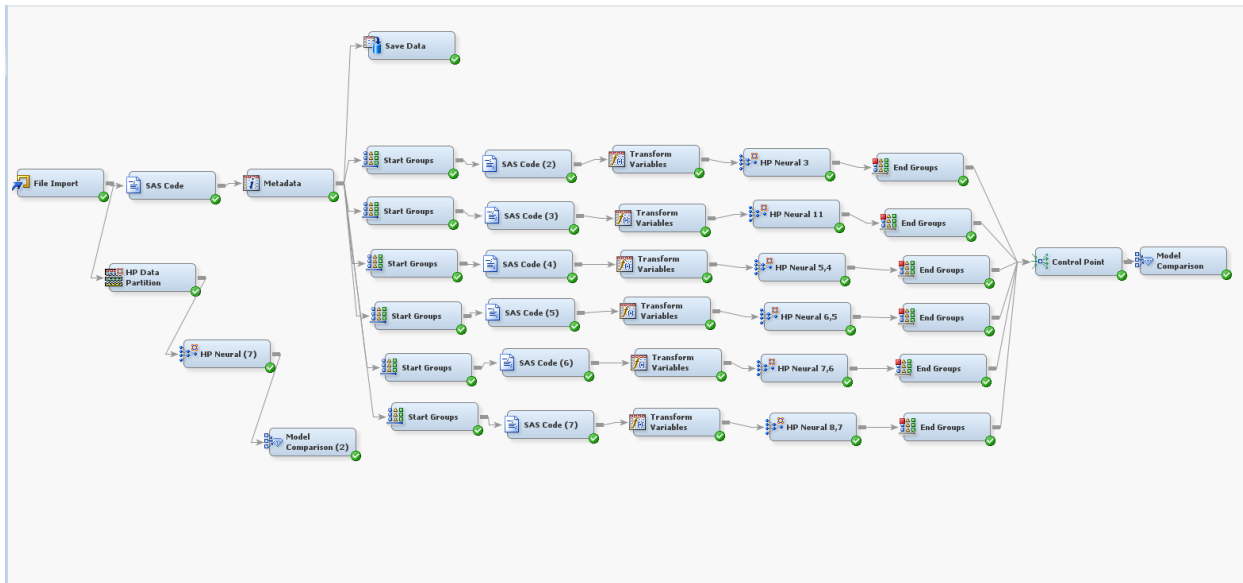 Save Data
File Import
SAS Code
Metadata
Start Groups
SAS Code (2)
Transform
Variables
HP Neural 3
End Groups
Start Groups
SAS Code (3)
Transform
Variables
HP Neural 11
End Groups
Start Groups
SAS Code (4)
Transform
Variables
HP Neural 5,4
End Groups
Start Groups
SAS Code (5)
Transform
Variables
HP Neural 6,5
End Groups
Start Groups
SAS Code (6)
Transform
Variables
HP Neural 7,6
End Groups
Start Groups
SAS Code (7)
Transform
Variables
HP Neural 8,7
End Groups
Control Point
Model
Comparison
HP Data
Partition
HP Neural (7)
Model
Comparison (2)